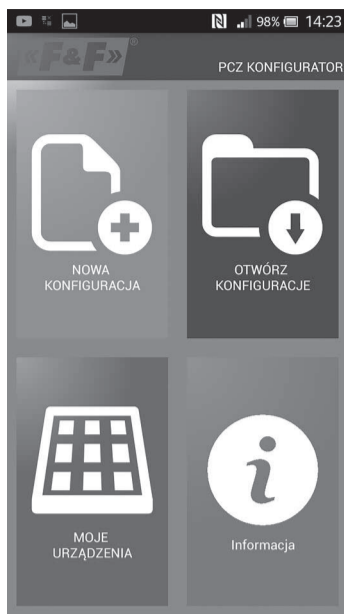 98% 14:23
«F&F»®
PCZ KONFIGURATOR
NOWA
KONFIGURACJA
OTWÓRZ
KONFIGURACJE
MOJE
URZĄDZENIA
i
Informacja